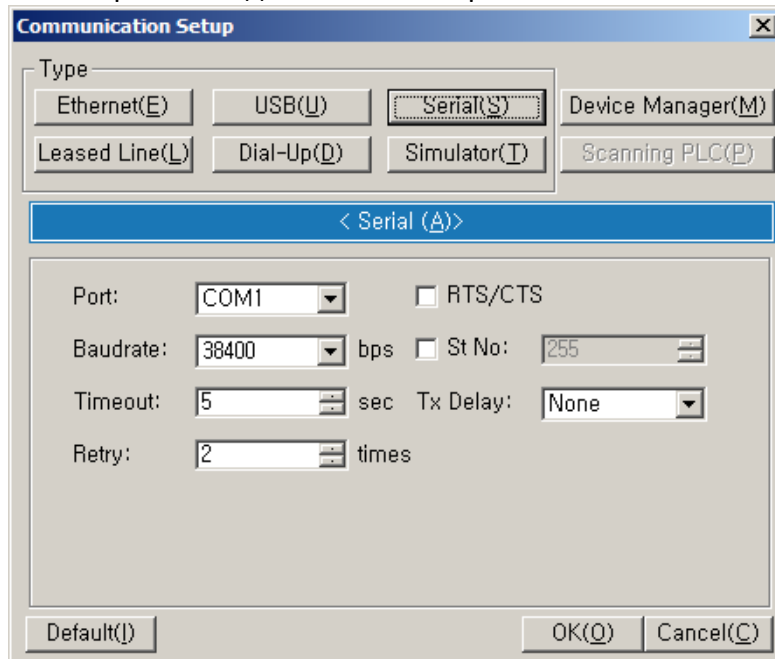 Communication Setup
Type
Ethernet(E) USB(U) Serial(S) Device Manager(M)
Leased Line(L) Dial-Up(D) Simulator(T) Scanning PLC(P)
< Serial (A)>
Port: COM1 RTS/CTS
Baudrate: 38400 bps St No: 255
Timeout: 5 sec Tx Delay: None
Retry: 2 times
Default(I) OK(O) Cancel(C)